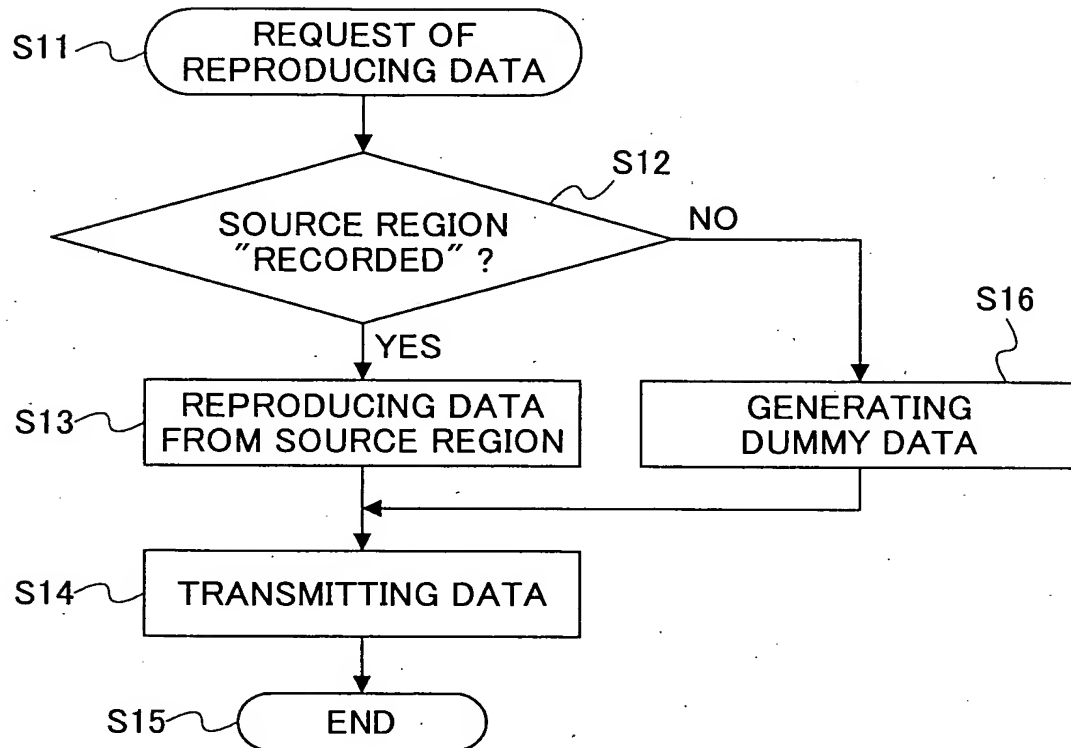 S11
REQUEST OF
REPRODUCING DATA
S12
SOURCE REGION
"RECORDED" ?
NO
YES
S16
S13
REPRODUCING DATA
FROM SOURCE REGION
GENERATING
DUMMY DATA
S14
TRANSMITTING DATA
S15
END